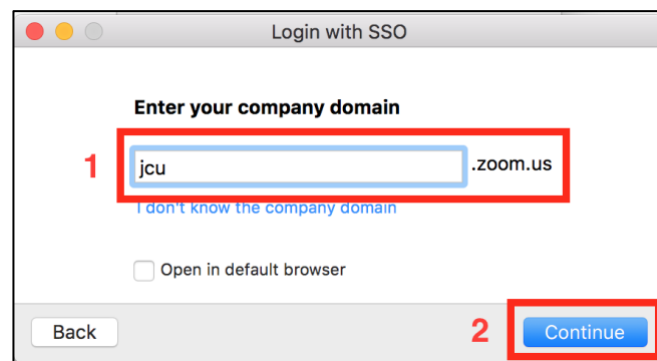 Login with SSO
Enter your company domain
1
jcu
.zoom.us
I don't know the company domain
Open in default browser
Back
2
Continue